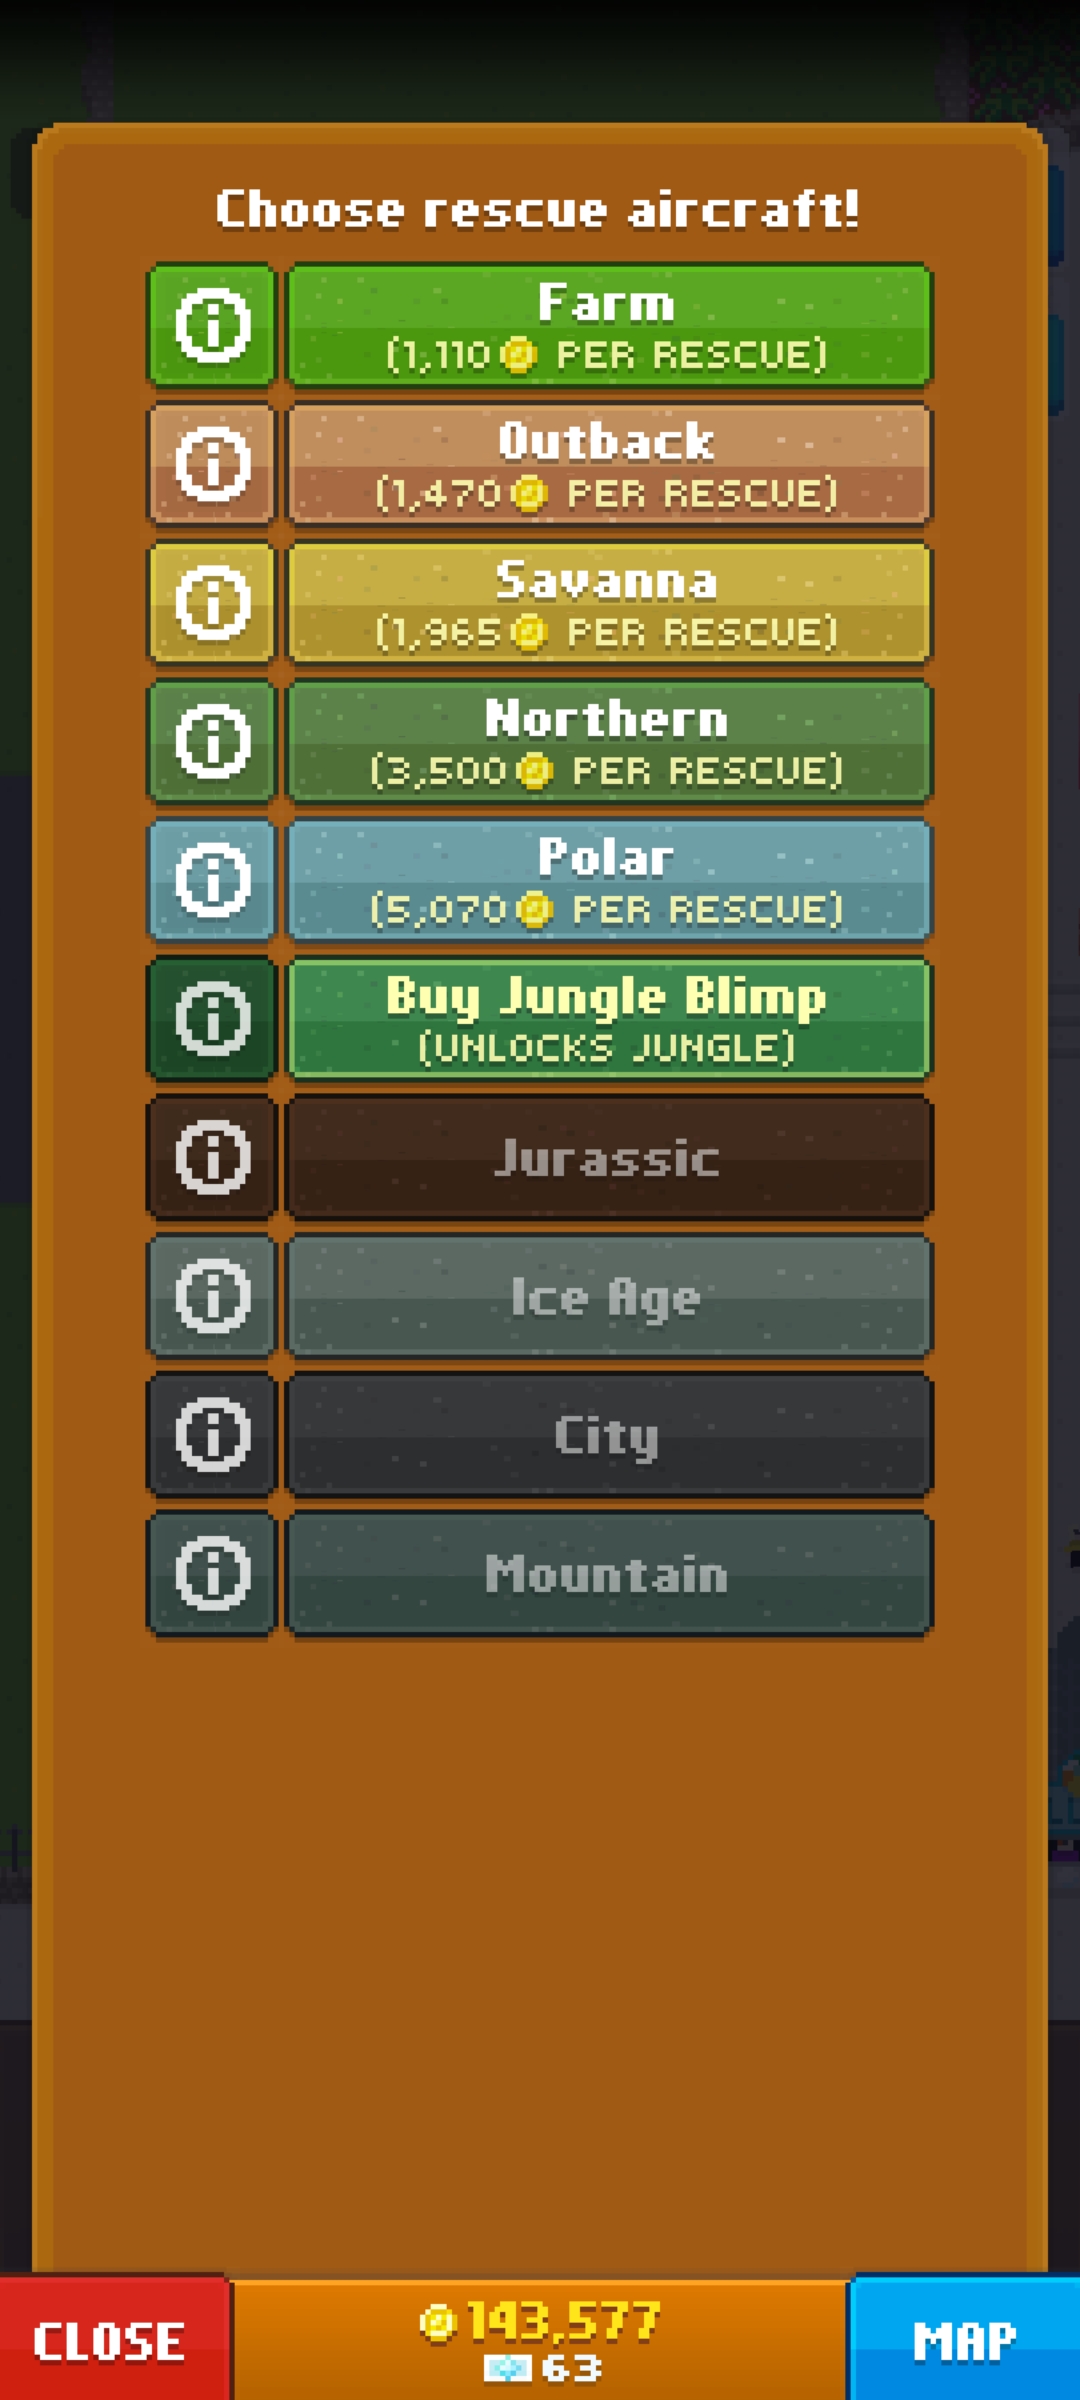 Choose rescue aircraft!
Farm
(1,110 PER RESCUE)
Outback
(1,470 PER RESCUE)
Savanna
(1,965 PER RESCUE)
Northern
(3,500 PER RESCUE)
Polar
(5,070 PER RESCUE)
Buy Jungle Blimp
(UNLOCKS JUNGLE)
Jurassic
Ice Age
City
Mountain
CLOSE
143,577
63
MAP